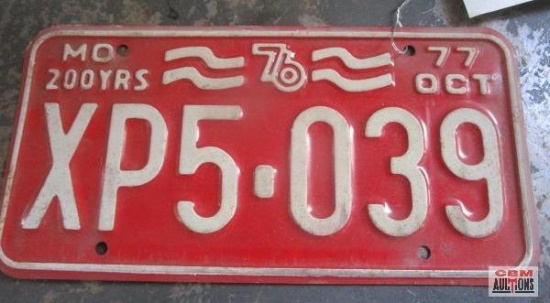 MO 76 77
200YRS OCT
XP5·039
CBM
AUCTIONS